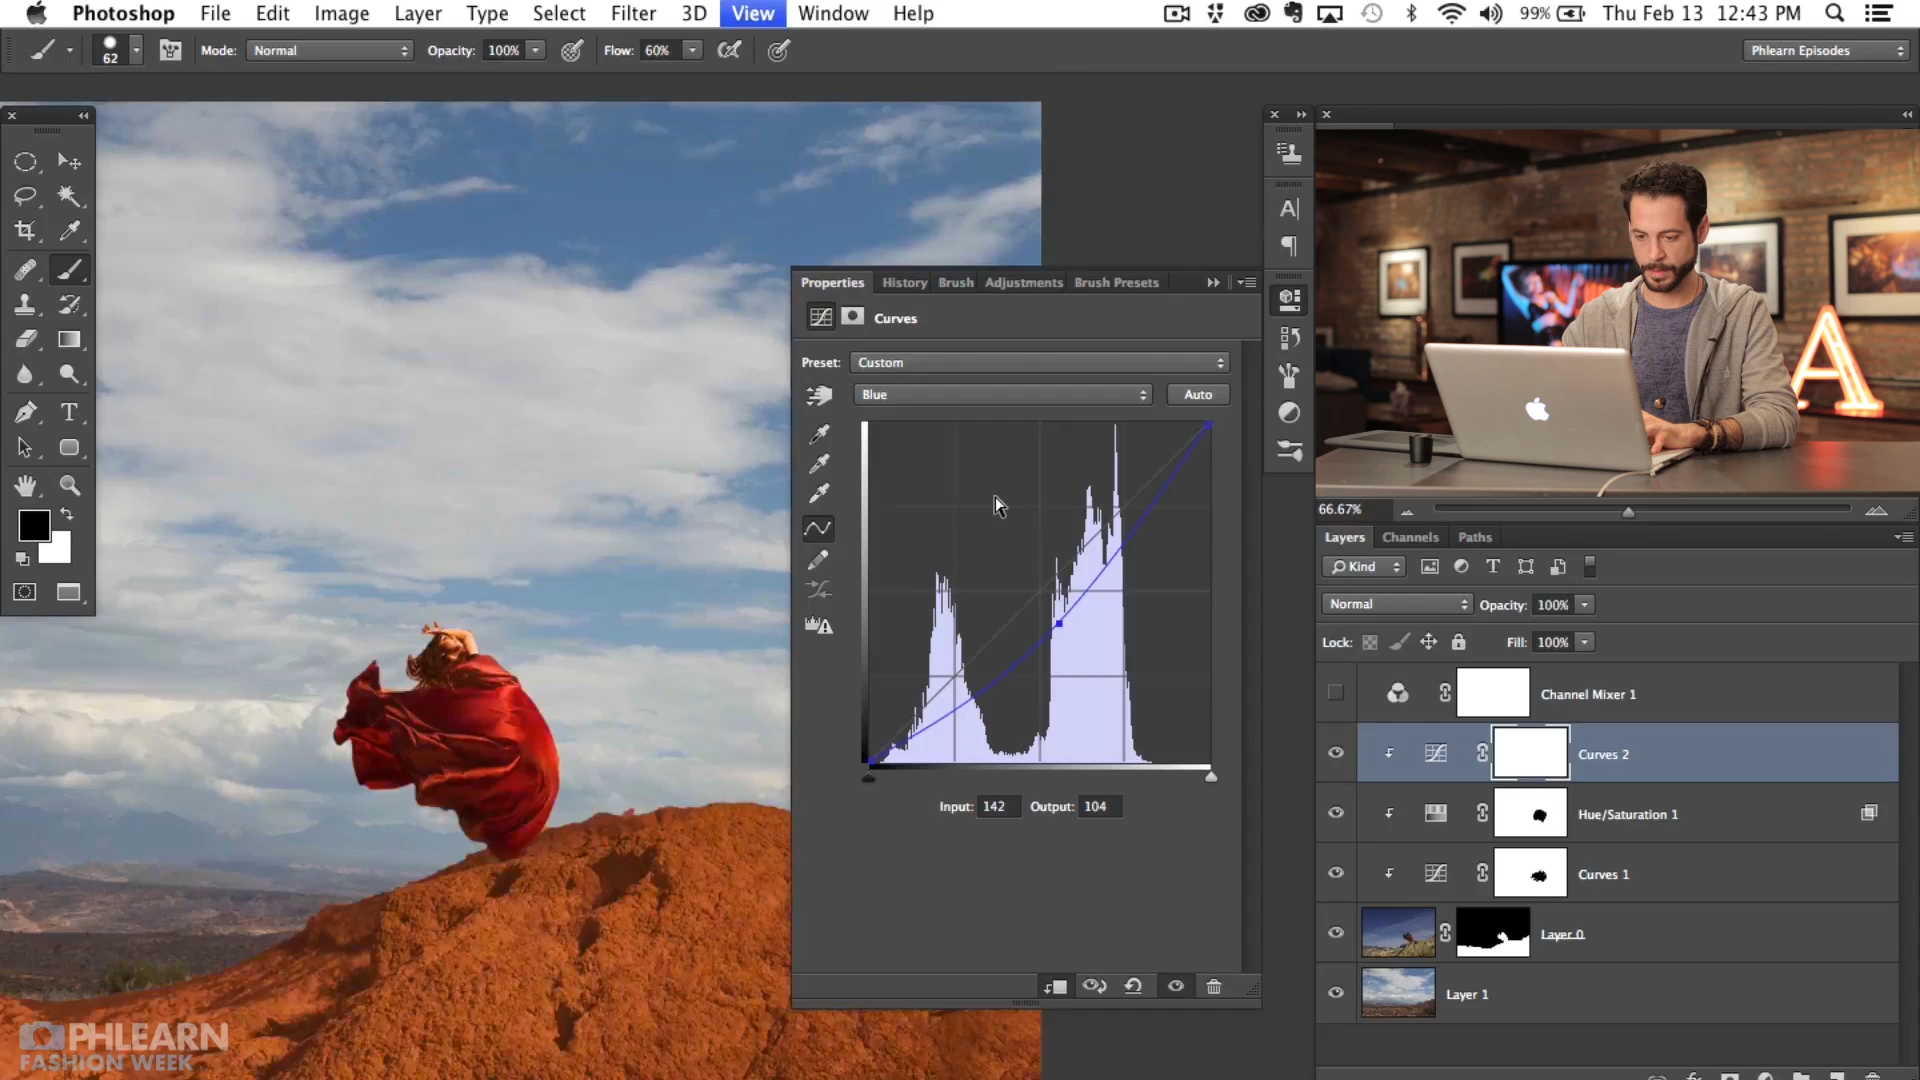 Photoshop File Edit Image Layer Type Select Filter 3D View Window Help 99% Thu Feb 13 12:43 PM
62 Mode: Normal Opacity: 100% Flow: 60% Phlearn Episodes
Properties History Brush Adjustments Brush Presets
Curves
Preset: Custom
Blue Auto
Input: 142 Output: 104
A
66.67%
Layers Channels Paths
Kind
Normal Opacity: 100%
Lock: Fill: 100%
Channel Mixer 1
Curves 2
Hue/Saturation 1
Curves 1
Layer 0
Layer 1
PHLEARN
FASHION WEEK